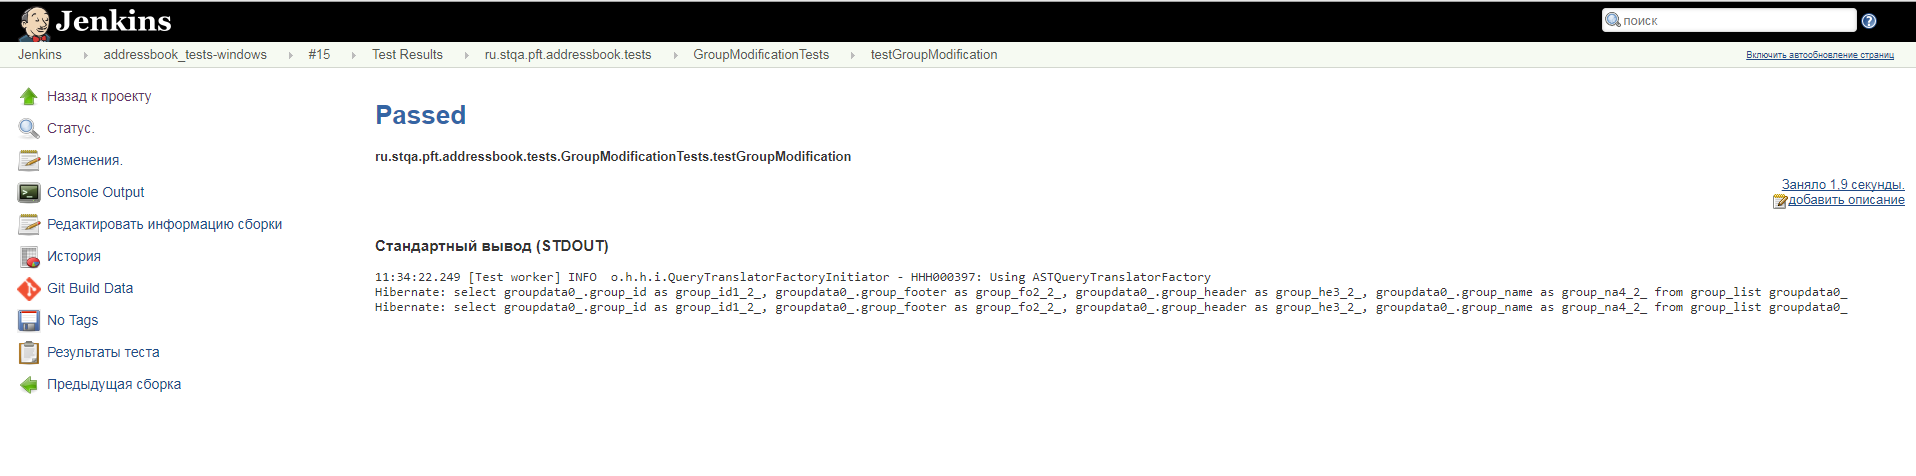 Jenkins
поиск
Jenkins addressbook_tests-windows #15 Test Results ru.stqa.pft.addressbook.tests GroupModificationTests testGroupModification Включить автообновление страниц
Назад к проекту
Статус.
Изменения.
Console Output
Редактировать информацию сборки
История
Git Build Data
No Tags
Результаты теста
Предыдущая сборка
Passed
ru.stqa.pft.addressbook.tests.GroupModificationTests.testGroupModification
Заняло 1,9 секунды.
добавить описание
Стандартный вывод (STDOUT)
11:34:22.249 [Test worker] INFO  o.h.h.i.QueryTranslatorFactoryInitiator - HHH000397: Using ASTQueryTranslatorFactory
Hibernate: select groupdata0_.group_id as group_id1_2_, groupdata0_.group_footer as group_fo2_2_, groupdata0_.group_header as group_he3_2_, groupdata0_.group_name as group_na4_2_ from group_list groupdata0_
Hibernate: select groupdata0_.group_id as group_id1_2_, groupdata0_.group_footer as group_fo2_2_, groupdata0_.group_header as group_he3_2_, groupdata0_.group_name as group_na4_2_ from group_list groupdata0_